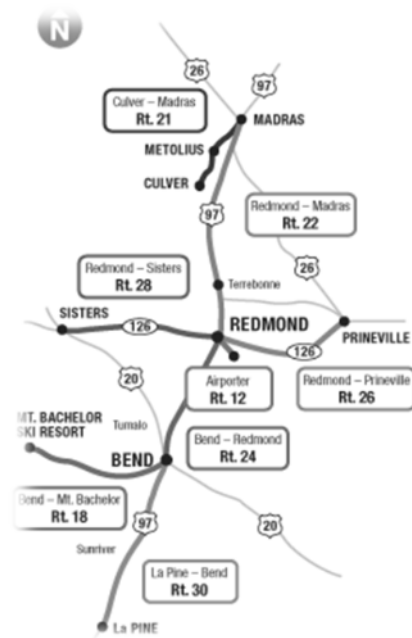 N
26
97
Culver – Madras
Rt. 21
MADRAS
METOLIUS
CULVER
97
Redmond – Madras
Rt. 22
Redmond – Sisters
Rt. 28
26
Terrebonne
SISTERS
126
REDMOND
126
PRINEVILLE
20
Airporter
Rt. 12
Redmond – Prineville
Rt. 26
MT. BACHELOR
SKI RESORT
Tumalo
BEND
Bend – Redmond
Rt. 24
Bend – Mt. Bachelor
Rt. 18
97
20
Sunriver
La Pine – Bend
Rt. 30
La PINE